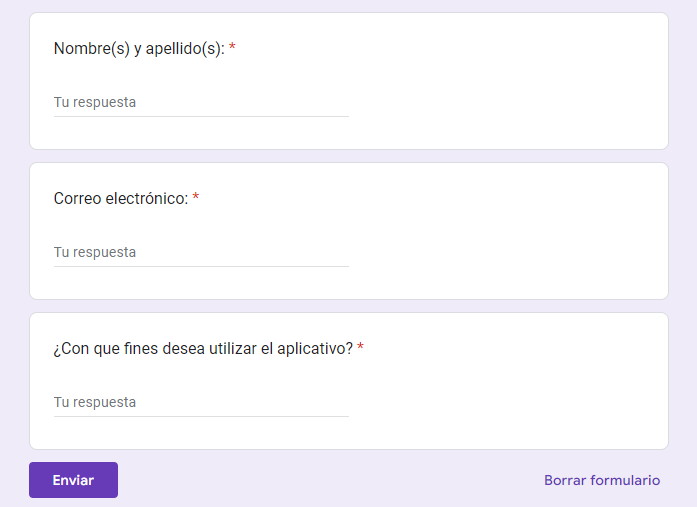 Nombre(s) y apellido(s): *
Tu respuesta
Correo electrónico: *
Tu respuesta
¿Con que fines desea utilizar el aplicativo? *
Tu respuesta
Enviar
Borrar formulario